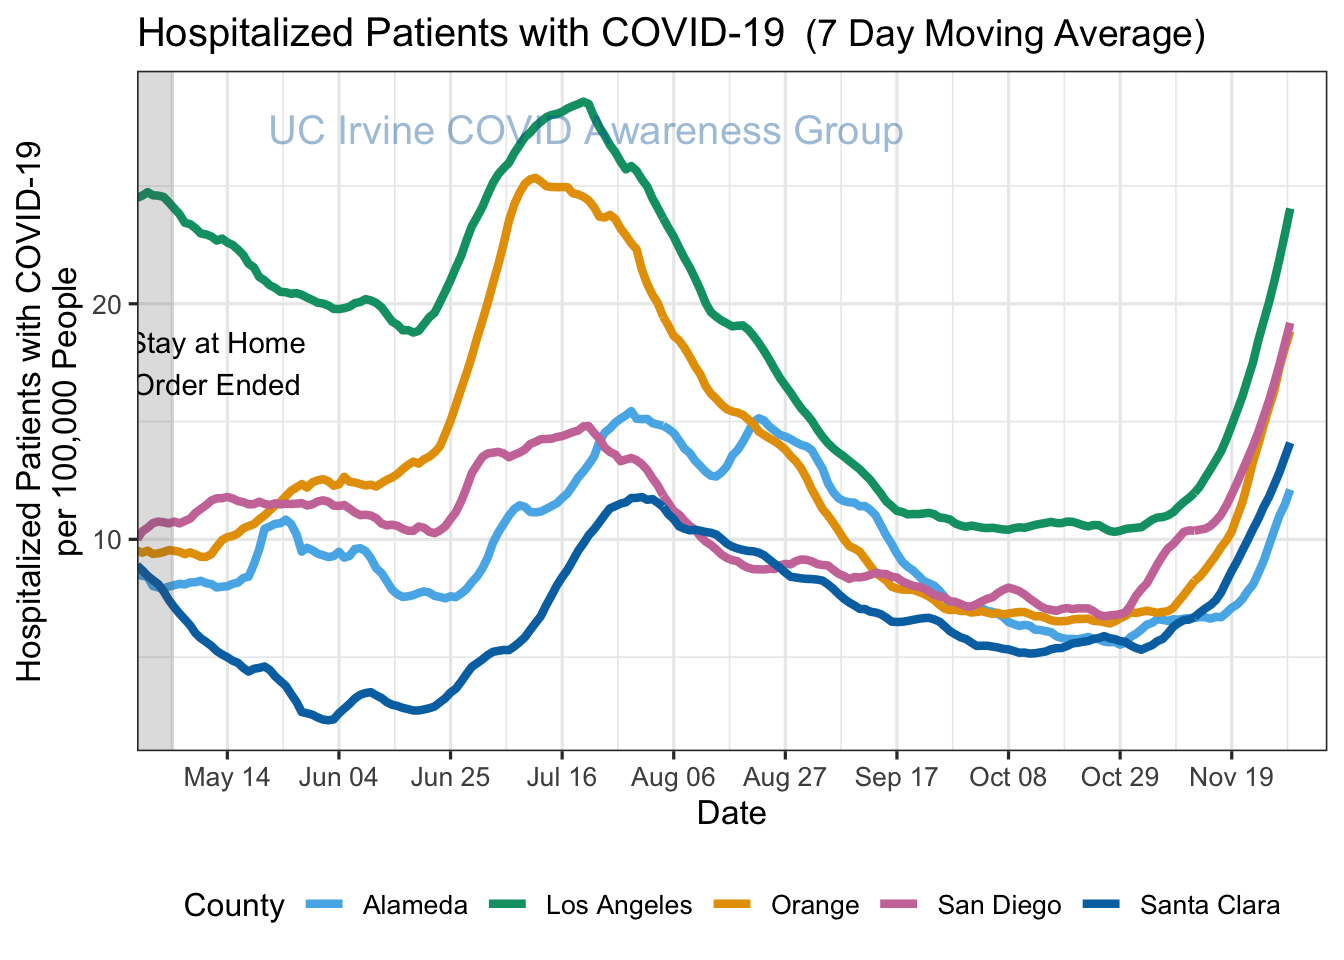 Hospitalized Patients with COVID-19 (7 Day Moving Average)
UC Irvine COVID Awareness Group
Hospitalized Patients with COVID-19
per 100,000 People
20
10
Stay at Home
Order Ended
May 14 Jun 04 Jun 25 Jul 16 Aug 06 Aug 27 Sep 17 Oct 08 Oct 29 Nov 19
Date
County Alameda Los Angeles Orange San Diego Santa Clara